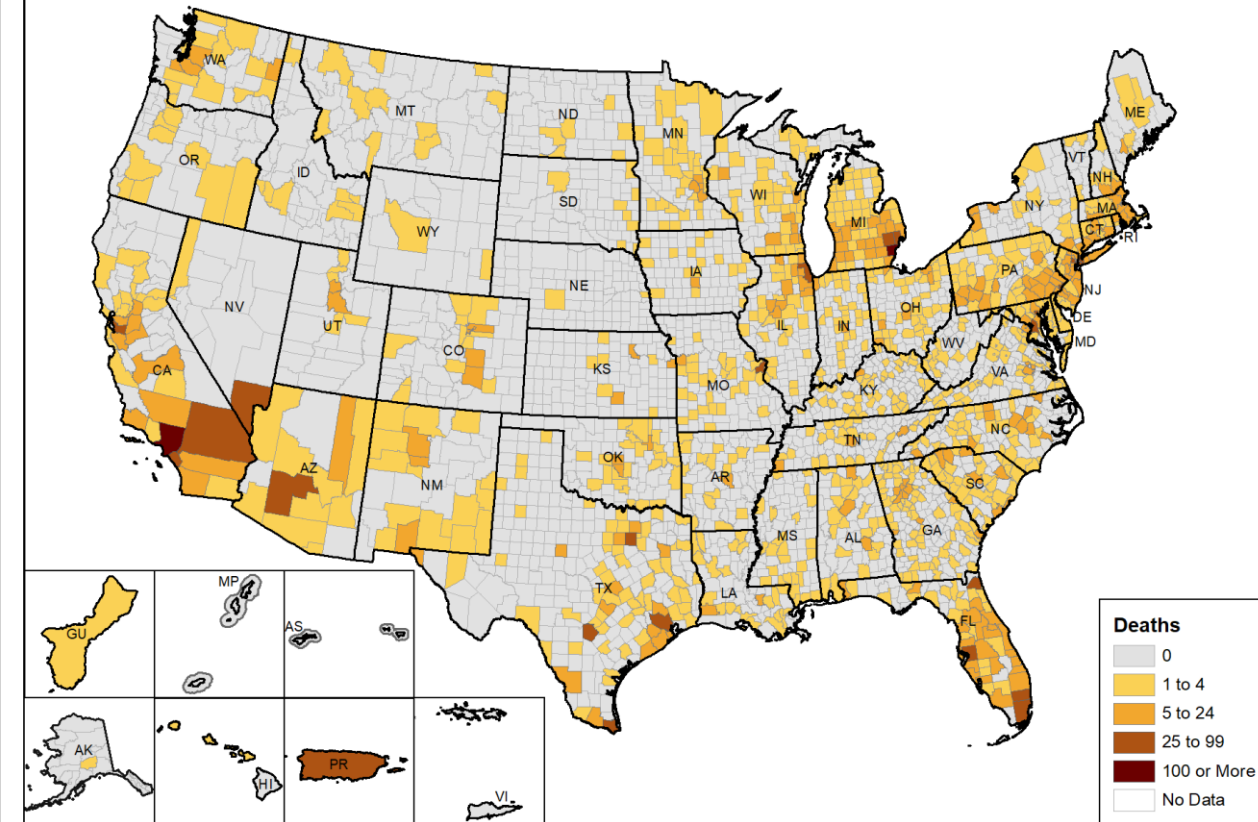 WA
MT
ND
MN
ME
OR
ID
SD
WI
VT
NH
NY
MA
MI
CT
RI
WY
IA
PA
NE
NJ
NV
OH
DE
UT
IL
IN
MD
CO
WV
KS
CA
VA
MO
KY
NC
TN
OK
AZ
AR
NM
SC
GA
MS
AL
TX
LA
FL
MP
GU
AS
AK
HI
PR
VI
Deaths
0
1 to 4
5 to 24
25 to 99
100 or More
No Data